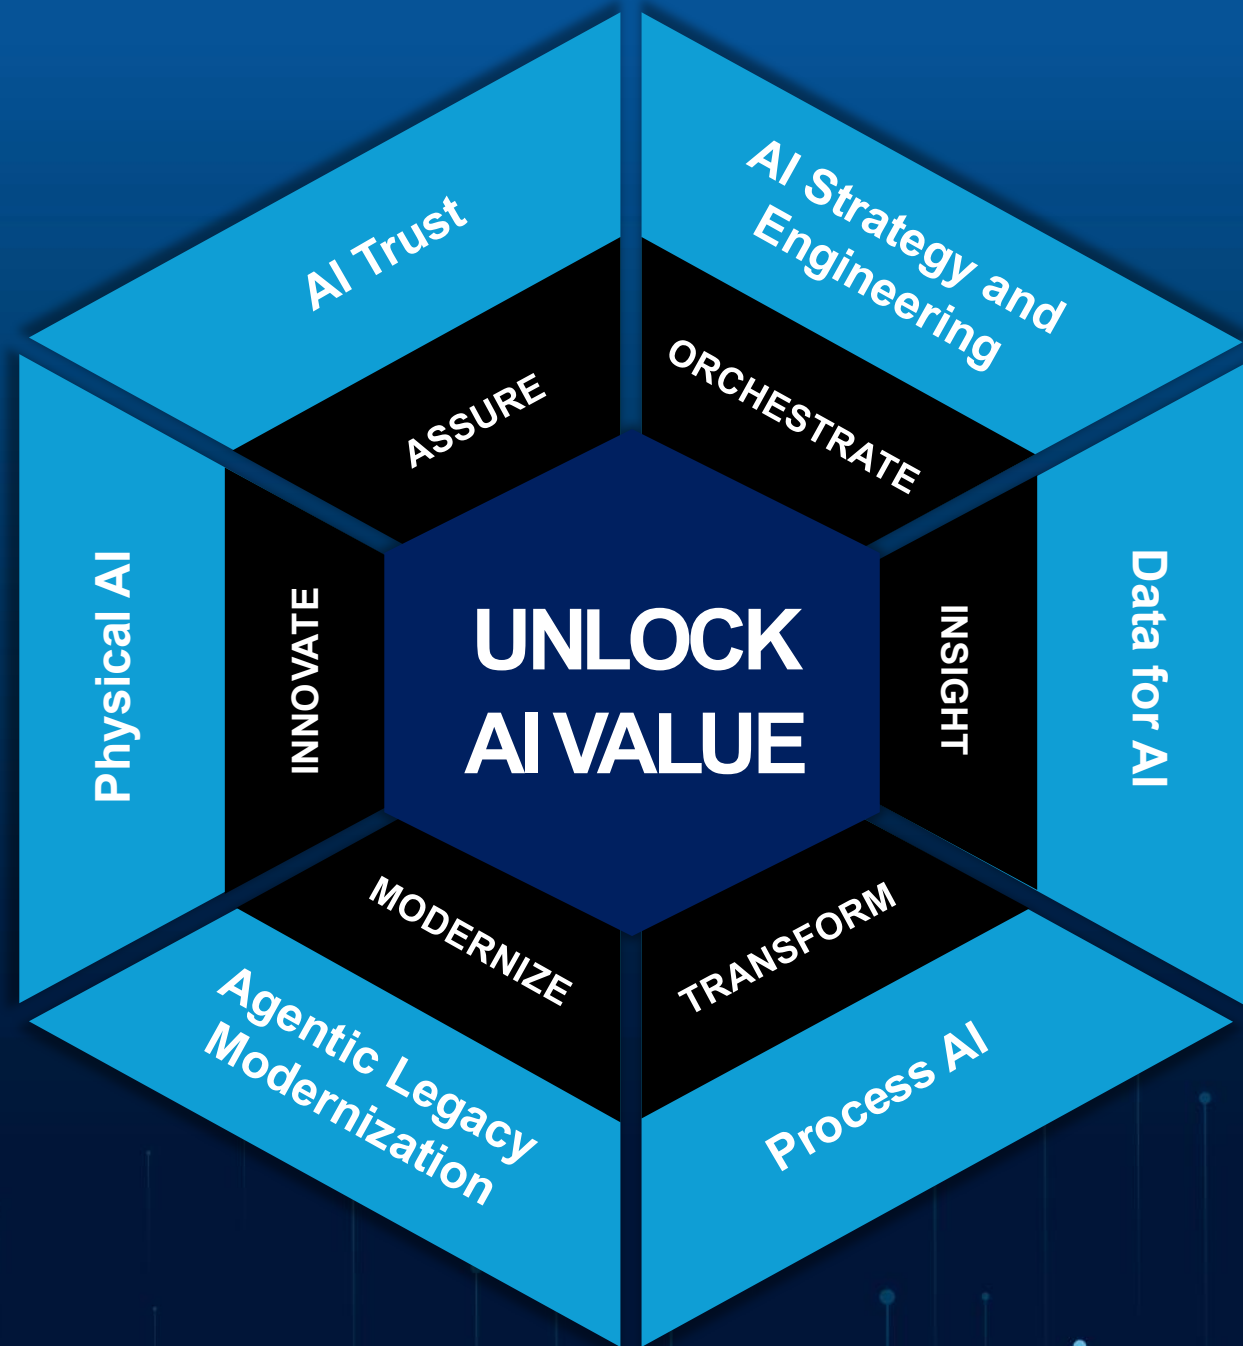 AI Trust
ASSURE
AI Strategy and
Engineering
ORCHESTRATE
Data for AI
INSIGHT
Process AI
TRANSFORM
Agentic Legacy
Modernization
MODERNIZE
Physical AI
INNOVATE
UNLOCK
AI VALUE